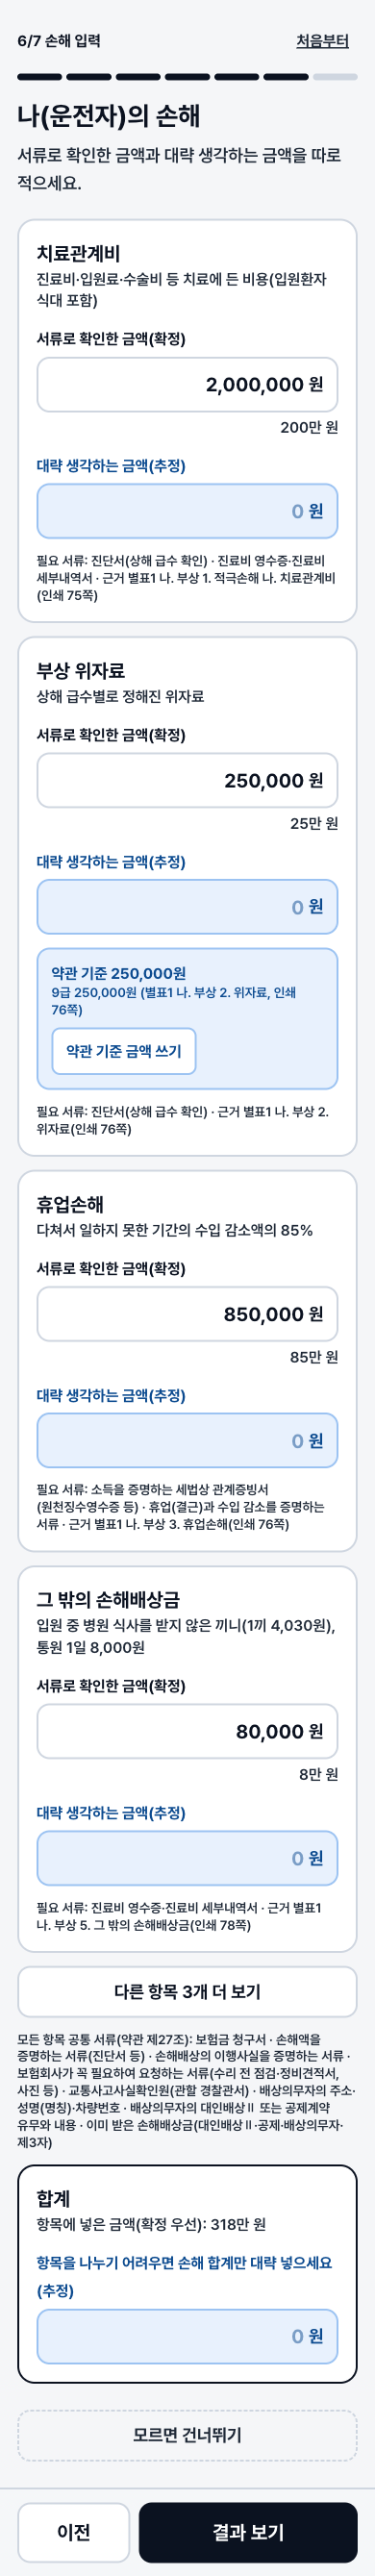 6/7 손해 입력
처음부터
나(운전자)의 손해
서류로 확인한 금액과 대략 생각하는 금액을 따로
적으세요.
치료관계비
진료비·입원료·수술비 등 치료에 든 비용(입원환자
식대 포함)
서류로 확인한 금액(확정)
2,000,000 원
200만 원
대략 생각하는 금액(추정)
0 원
필요 서류: 진단서(상해 급수 확인) · 진료비 영수증·진료비
세부내역서 · 근거 별표1 나. 부상 1. 적극손해 나. 치료관계비
(인쇄 75쪽)
부상 위자료
상해 급수별로 정해진 위자료
서류로 확인한 금액(확정)
250,000 원
25만 원
대략 생각하는 금액(추정)
0 원
약관 기준 250,000원
9급 250,000원 (별표1 나. 부상 2. 위자료, 인쇄
76쪽)
약관 기준 금액 쓰기
필요 서류: 진단서(상해 급수 확인) · 근거 별표1 나. 부상 2.
위자료(인쇄 76쪽)
휴업손해
다쳐서 일하지 못한 기간의 수입 감소액의 85%
서류로 확인한 금액(확정)
850,000 원
85만 원
대략 생각하는 금액(추정)
0 원
필요 서류: 소득을 증명하는 세법상 관계증빙서
(원천징수영수증 등) · 휴업(결근)과 수입 감소를 증명하는
서류 · 근거 별표1 나. 부상 3. 휴업손해(인쇄 76쪽)
그 밖의 손해배상금
입원 중 병원 식사를 받지 않은 끼니(1끼 4,030원),
통원 1일 8,000원
서류로 확인한 금액(확정)
80,000 원
8만 원
대략 생각하는 금액(추정)
0 원
필요 서류: 진료비 영수증·진료비 세부내역서 · 근거 별표1
나. 부상 5. 그 밖의 손해배상금(인쇄 78쪽)
다른 항목 3개 더 보기
모든 항목 공통 서류(약관 제27조): 보험금 청구서 · 손해액을
증명하는 서류(진단서 등) · 손해배상의 이행사실을 증명하는 서류 ·
보험회사가 꼭 필요하여 요청하는 서류(수리 전 점검·정비견적서,
사진 등) · 교통사고사실확인원(관할 경찰관서) · 배상의무자의 주소·
성명(명칭)·차량번호 · 배상의무자의 대인배상Ⅱ 또는 공제계약
유무와 내용 · 이미 받은 손해배상금(대인배상Ⅱ·공제·배상의무자·
제3자)
합계
항목에 넣은 금액(확정 우선): 318만 원
항목을 나누기 어려우면 손해 합계만 대략 넣으세요
(추정)
0 원
모르면 건너뛰기
이전
결과 보기